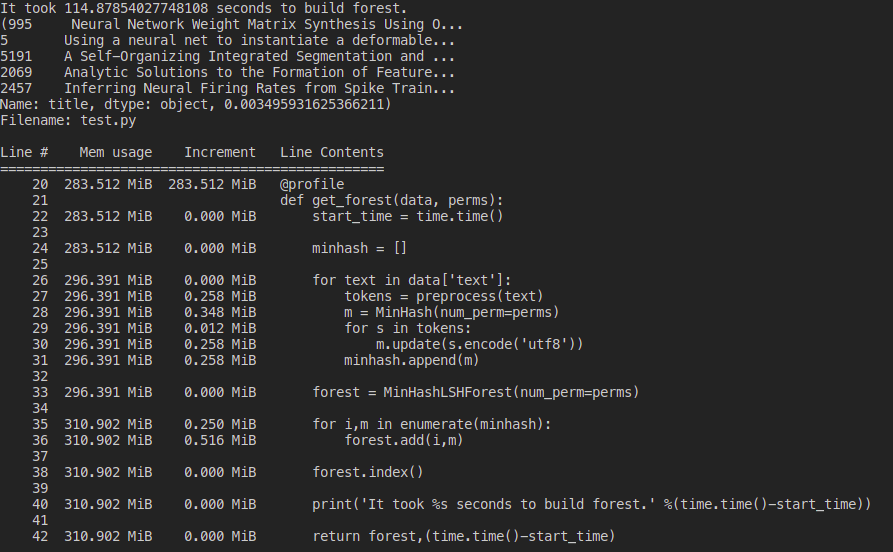 It took 114.87854027748108 seconds to build forest.
(995     Neural Network Weight Matrix Synthesis Using O...
5       Using a neural net to instantiate a deformable...
5191    A Self-Organizing Integrated Segmentation and ...
2069    Analytic Solutions to the Formation of Feature...
2457    Inferring Neural Firing Rates from Spike Train...
Name: title, dtype: object, 0.003495931625366211)
Filename: test.py

Line #    Mem usage    Increment   Line Contents
================================================
    20  283.512 MiB  283.512 MiB   @profile
    21                             def get_forest(data, perms):
    22  283.512 MiB    0.000 MiB       start_time = time.time()
    23
    24  283.512 MiB    0.000 MiB       minhash = []
    25
    26  296.391 MiB    0.000 MiB       for text in data['text']:
    27  296.391 MiB    0.258 MiB           tokens = preprocess(text)
    28  296.391 MiB    0.348 MiB           m = MinHash(num_perm=perms)
    29  296.391 MiB    0.012 MiB           for s in tokens:
    30  296.391 MiB    0.258 MiB               m.update(s.encode('utf8'))
    31  296.391 MiB    0.258 MiB           minhash.append(m)
    32
    33  296.391 MiB    0.000 MiB       forest = MinHashLSHForest(num_perm=perms)
    34
    35  310.902 MiB    0.250 MiB       for i,m in enumerate(minhash):
    36  310.902 MiB    0.516 MiB           forest.add(i,m)
    37
    38  310.902 MiB    0.000 MiB       forest.index()
    39
    40  310.902 MiB    0.000 MiB       print('It took %s seconds to build forest.' %(time.time()-start_time))
    41
    42  310.902 MiB    0.000 MiB       return forest,(time.time()-start_time)